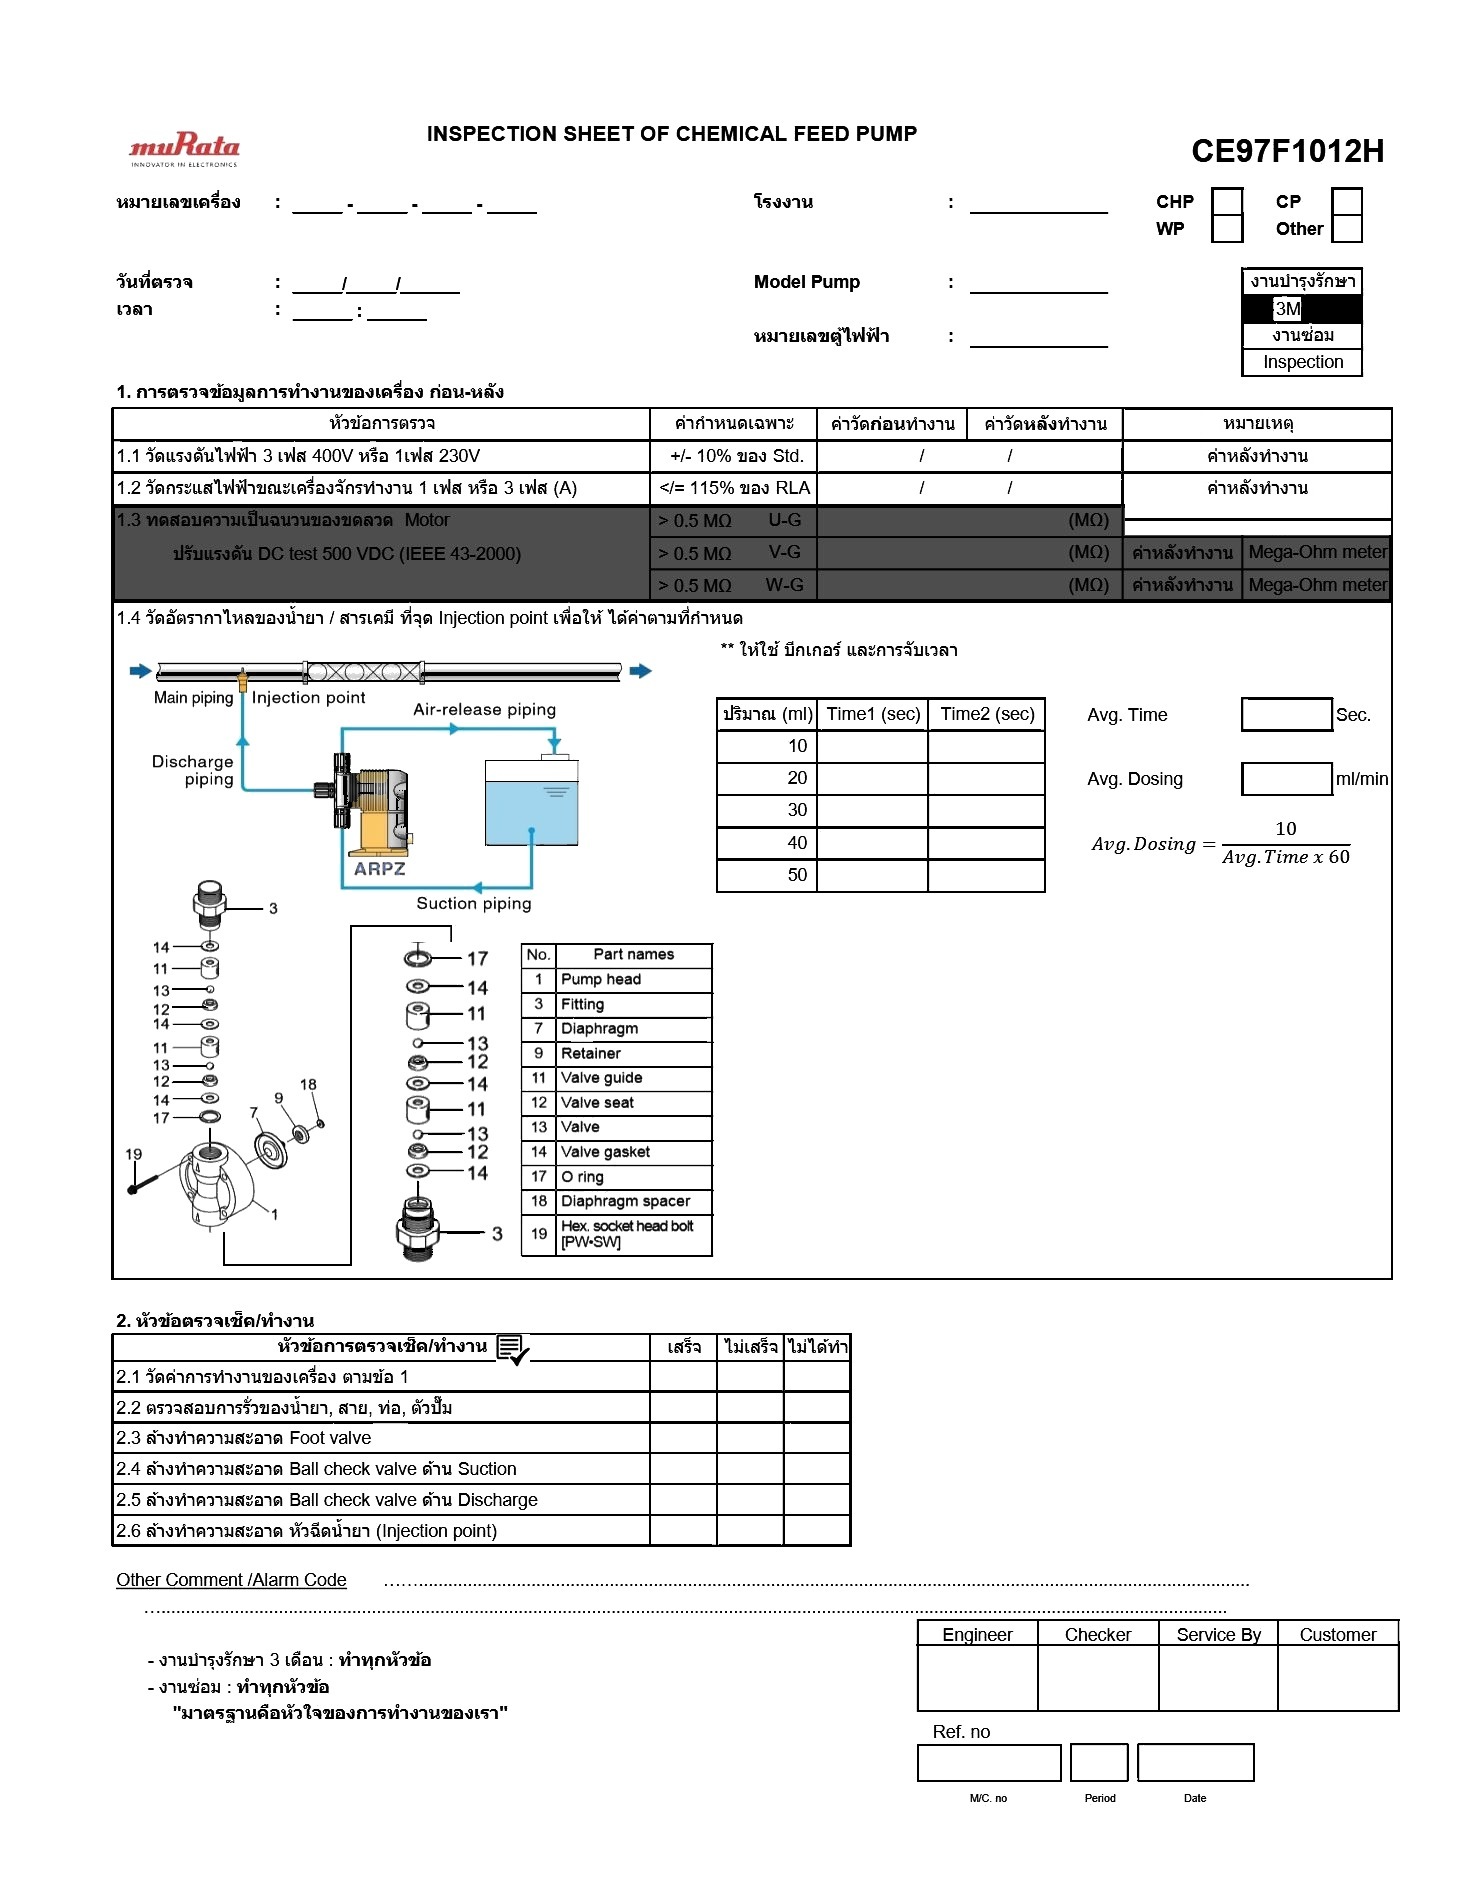 muRata
INNOVATOR IN ELECTRONICS
INSPECTION SHEET OF CHEMICAL FEED PUMP
CE97F1012H
หมายเลขเครื่อง : _____ - _____ - _____ - _____
โรงงาน : ______________
CHP
CP
WP
Other
วันที่ตรวจ : _____/_____/______
Model Pump : ______________
งานบำรุงรักษา
เวลา : ______ : ______
3M
หมายเลขตู้ไฟฟ้า : ______________
งานซ่อม
Inspection
1. การตรวจข้อมูลการทำงานของเครื่อง ก่อน-หลัง
หัวข้อการตรวจ ค่ากำหนดเฉพาะ ค่าวัดก่อนทำงาน ค่าวัดหลังทำงาน หมายเหตุ
1.1 วัดแรงดันไฟฟ้า 3 เฟส 400V หรือ 1เฟส 230V +/- 10% ของ Std. / / ค่าหลังทำงาน
1.2 วัดกระแสไฟฟ้าขณะเครื่องจักรทำงาน 1 เฟส หรือ 3 เฟส (A) </= 115% ของ RLA / / ค่าหลังทำงาน
1.3 ทดสอบความเป็นฉนวนของขดลวด Motor > 0.5 MΩ U-G (MΩ)
ปรับแรงดัน DC test 500 VDC (IEEE 43-2000) > 0.5 MΩ V-G (MΩ) ค่าหลังทำงาน Mega-Ohm meter
> 0.5 MΩ W-G (MΩ) ค่าหลังทำงาน Mega-Ohm meter
1.4 วัดอัตรากาไหลของน้ำยา / สารเคมี ที่จุด Injection point เพื่อให้ ได้ค่าตามที่กำหนด
** ให้ใช้ บีกเกอร์ และการจับเวลา
Main piping
Injection point
Air-release piping
Discharge
piping
ARPZ
Suction piping
ปริมาณ (ml) Time1 (sec) Time2 (sec)
10
20
30
40
50
Avg. Time Sec.
Avg. Dosing ml/min
Avg.Dosing = 10
Avg.Time x 60
3
14
11
13
12
14
11
13
12
14
17
18
9
7
19
1
17
14
11
13
12
14
11
13
12
14
3
No. Part names
1 Pump head
3 Fitting
7 Diaphragm
9 Retainer
11 Valve guide
12 Valve seat
13 Valve
14 Valve gasket
17 O ring
18 Diaphragm spacer
19 Hex. socket head bolt
[PW•SW]
2. หัวข้อตรวจเช็ค/ทำงาน
หัวข้อการตรวจเช็ค/ทำงาน เสร็จ ไม่เสร็จ ไม่ได้ทำ
2.1 วัดค่าการทำงานของเครื่อง ตามข้อ 1
2.2 ตรวจสอบการรั่วของน้ำยา, สาย, ท่อ, ตัวปั๊ม
2.3 ล้างทำความสะอาด Foot valve
2.4 ล้างทำความสะอาด Ball check valve ด้าน Suction
2.5 ล้างทำความสะอาด Ball check valve ด้าน Discharge
2.6 ล้างทำความสะอาด หัวฉีดน้ำยา (Injection point)
Other Comment /Alarm Code
Engineer Checker Service By Customer
- งานบำรุงรักษา 3 เดือน : ทำทุกหัวข้อ
- งานซ่อม : ทำทุกหัวข้อ
"มาตรฐานคือหัวใจของการทำงานของเรา"
Ref. no
M/C. no Period Date